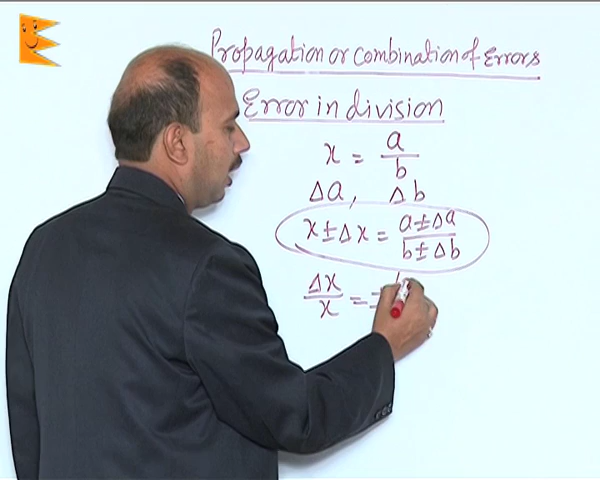 Propagation or combination of Errors
Error in division
x = a/b
Δa, Δb
x ± Δx = a ± Δa / b ± Δb
Δx/x = ±